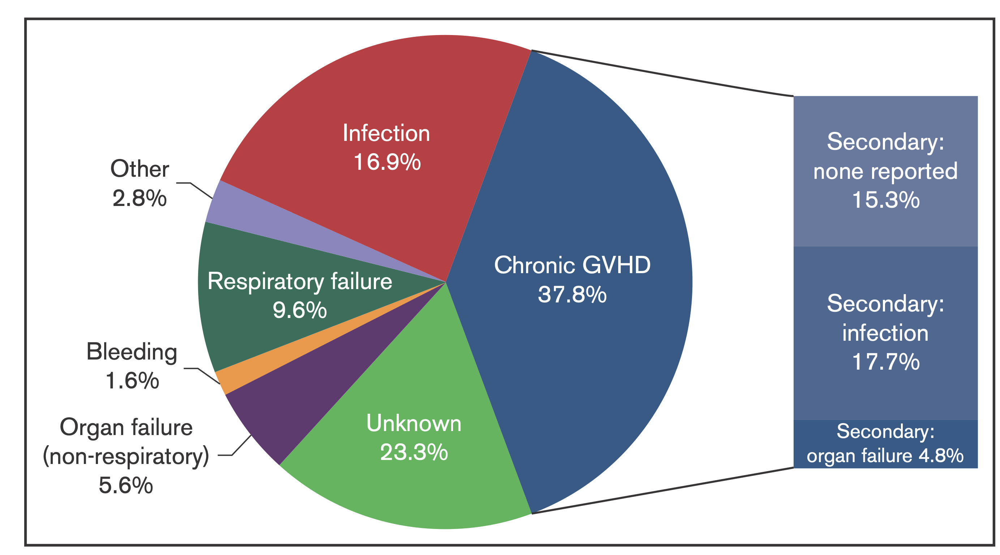 Infection
16.9%
Other
2.8%
Respiratory failure
9.6%
Bleeding
1.6%
Organ failure
(non-respiratory)
5.6%
Unknown
23.3%
Chronic GVHD
37.8%
Secondary:
none reported
15.3%
Secondary:
infection
17.7%
Secondary:
organ failure 4.8%